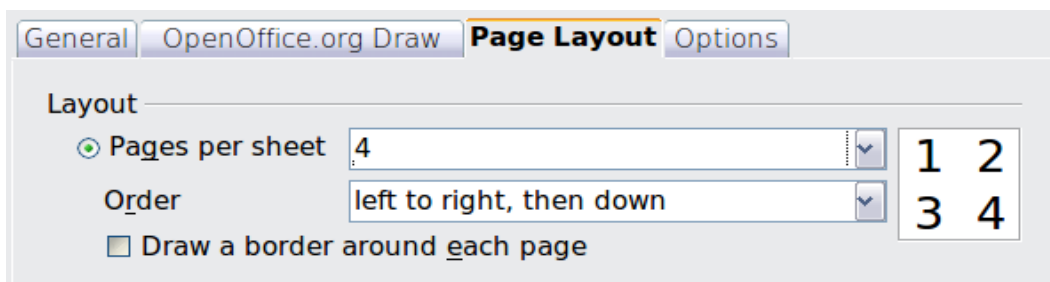 General OpenOffice.org Draw Page Layout Options
Layout
Pages per sheet 4
Order left to right, then down
Draw a border around each page
1 2
3 4